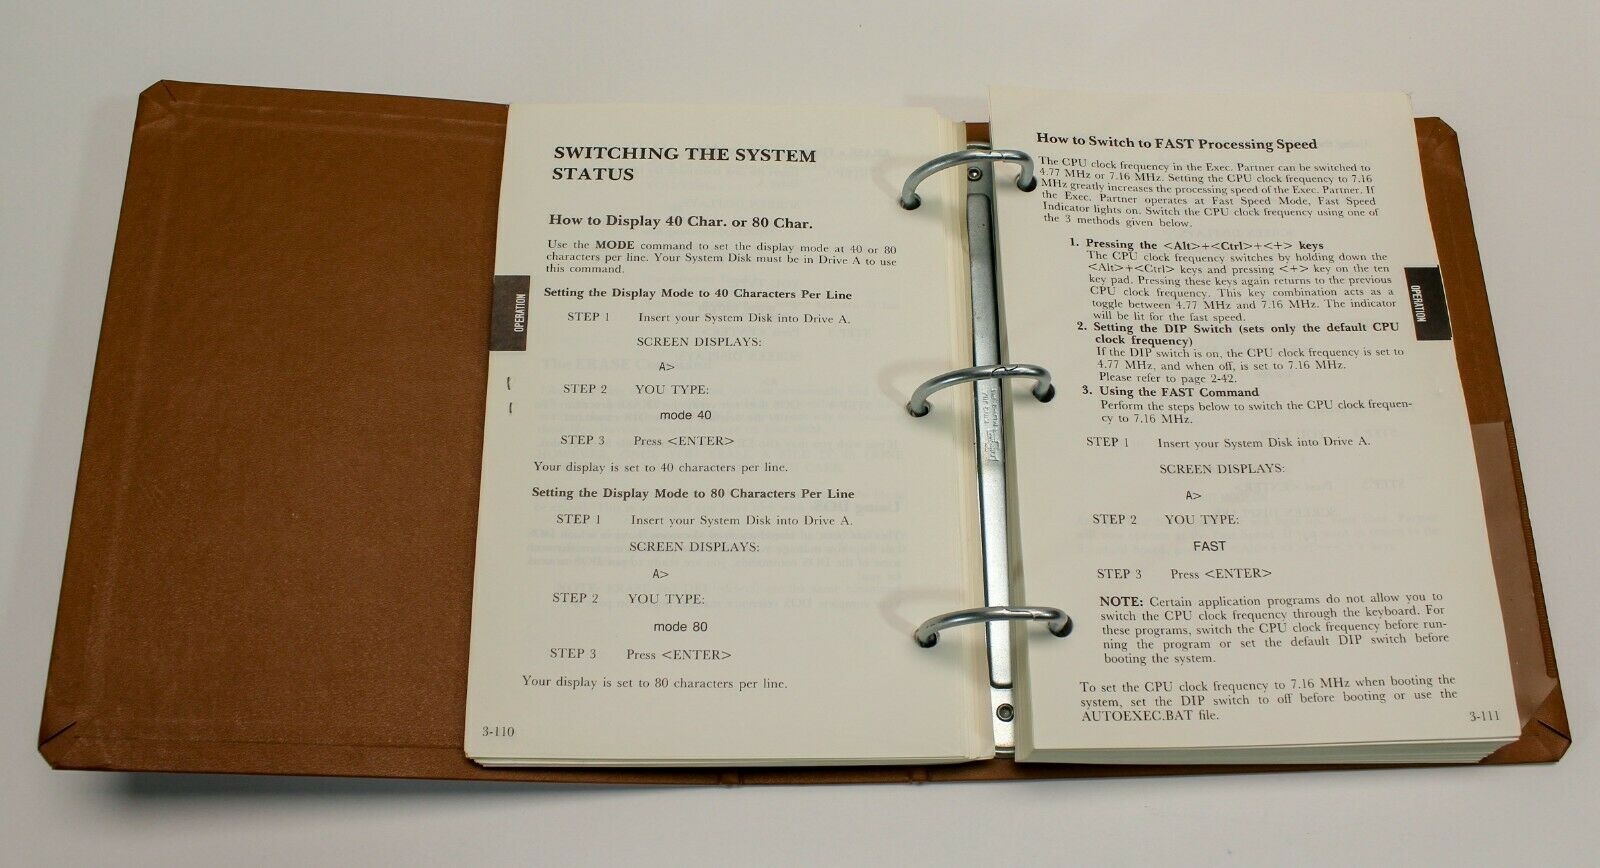 SWITCHING THE SYSTEM
STATUS
How to Display 40 Char. or 80 Char.
Use the MODE command to set the display mode at 40 or 80
characters per line. Your System Disk must be in Drive A to use
this command.
OPERATION
Setting the Display Mode to 40 Characters Per Line
STEP 1 Insert your System Disk into Drive A.
SCREEN DISPLAYS:
A>
STEP 2 YOU TYPE:
mode 40
STEP 3 Press <ENTER>
Your display is set to 40 characters per line.
Setting the Display Mode to 80 Characters Per Line
STEP 1 Insert your System Disk into Drive A.
SCREEN DISPLAYS:
A>
STEP 2 YOU TYPE:
mode 80
STEP 3 Press <ENTER>
Your display is set to 80 characters per line.
3-110
How to Switch to FAST Processing Speed
The CPU clock frequency in the Exec. Partner can be switched to
4.77 MHz or 7.16 MHz. Setting the CPU clock frequency to 7.16
MHz greatly increases the processing speed of the Exec. Partner. If
the Exec. Partner operates at Fast Speed Mode, Fast Speed
Indicator lights on. Switch the CPU clock frequency using one of
the 3 methods given below.
1. Pressing the <Alt>+<Ctrl>+<+> keys
The CPU clock frequency switches by holding down the
<Alt>+<Ctrl> keys and pressing <+> key on the ten
key pad. Pressing these keys again returns to the previous
CPU clock frequency. This key combination acts as a
toggle between 4.77 MHz and 7.16 MHz. The indicator
will be lit for the fast speed.
OPERATION
2. Setting the DIP Switch (sets only the default CPU
clock frequency)
If the DIP switch is on, the CPU clock frequency is set to
4.77 MHz, and when off, is set to 7.16 MHz.
Please refer to page 2-42.
3. Using the FAST Command
Perform the steps below to switch the CPU clock frequen-
cy to 7.16 MHz.
STEP 1 Insert your System Disk into Drive A.
SCREEN DISPLAYS:
A>
STEP 2 YOU TYPE:
FAST
STEP 3 Press <ENTER>
NOTE: Certain application programs do not allow you to
switch the CPU clock frequency through the keyboard. For
these programs, switch the CPU clock frequency before run-
ning the program or set the default DIP switch before
booting the system.
To set the CPU clock frequency to 7.16 MHz when booting the
system, set the DIP switch to off before booting or use the
AUTOEXEC.BAT file.
3-111